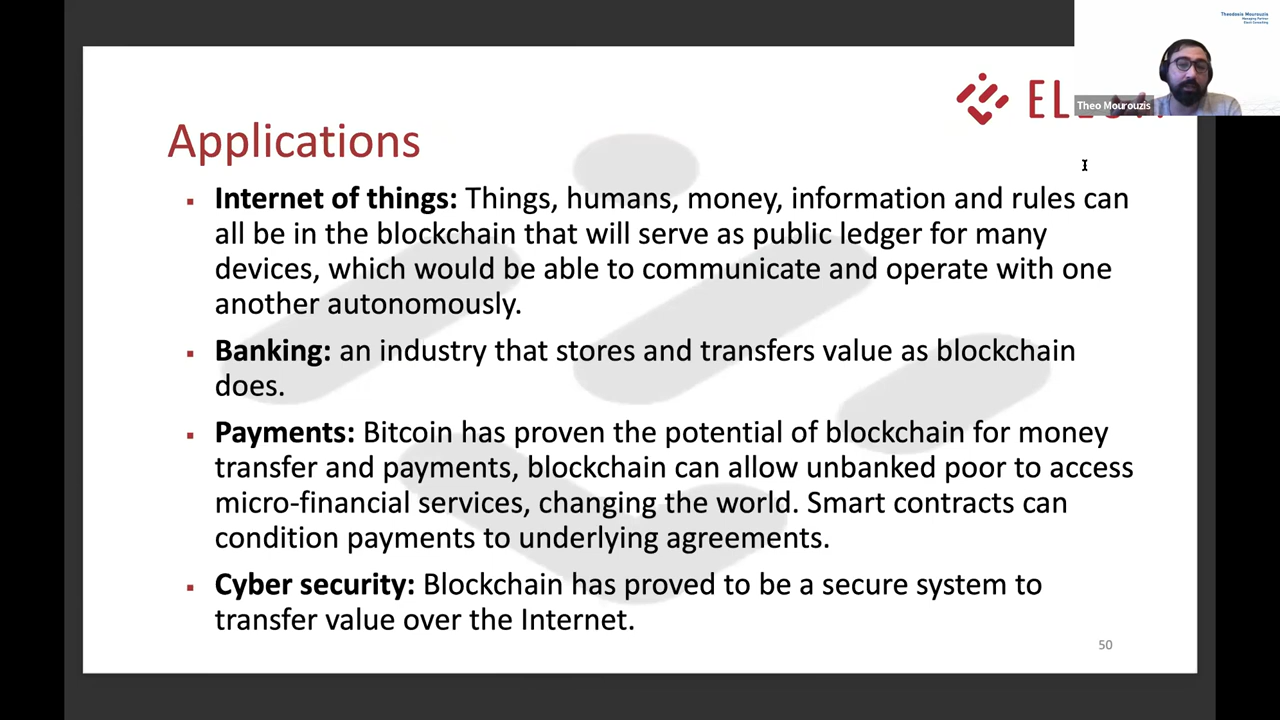 Theodosis Mourouzis
Managing Partner
Theo Mourouzis
Applications
Internet of things: Things, humans, money, information and rules can
all be in the blockchain that will serve as public ledger for many
devices, which would be able to communicate and operate with one
another autonomously.
Banking: an industry that stores and transfers value as blockchain
does.
Payments: Bitcoin has proven the potential of blockchain for money
transfer and payments, blockchain can allow unbanked poor to access
micro-financial services, changing the world. Smart contracts can
condition payments to underlying agreements.
Cyber security: Blockchain has proved to be a secure system to
transfer value over the Internet.
50